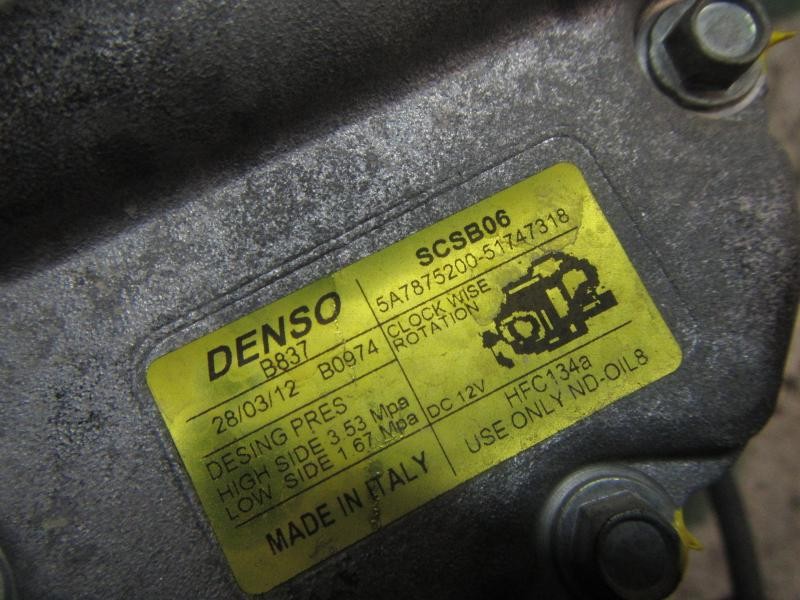 DENSO
B837
28/03/12 B0974
DESING PRES
HIGH SIDE 3.53 Mpa
LOW SIDE 1.67 Mpa
MADE IN ITALY
SCSB06
5A7875200-51747318
CLOCK WISE
ROTATION
DC 12V
HFC134a
USE ONLY ND-OIL8